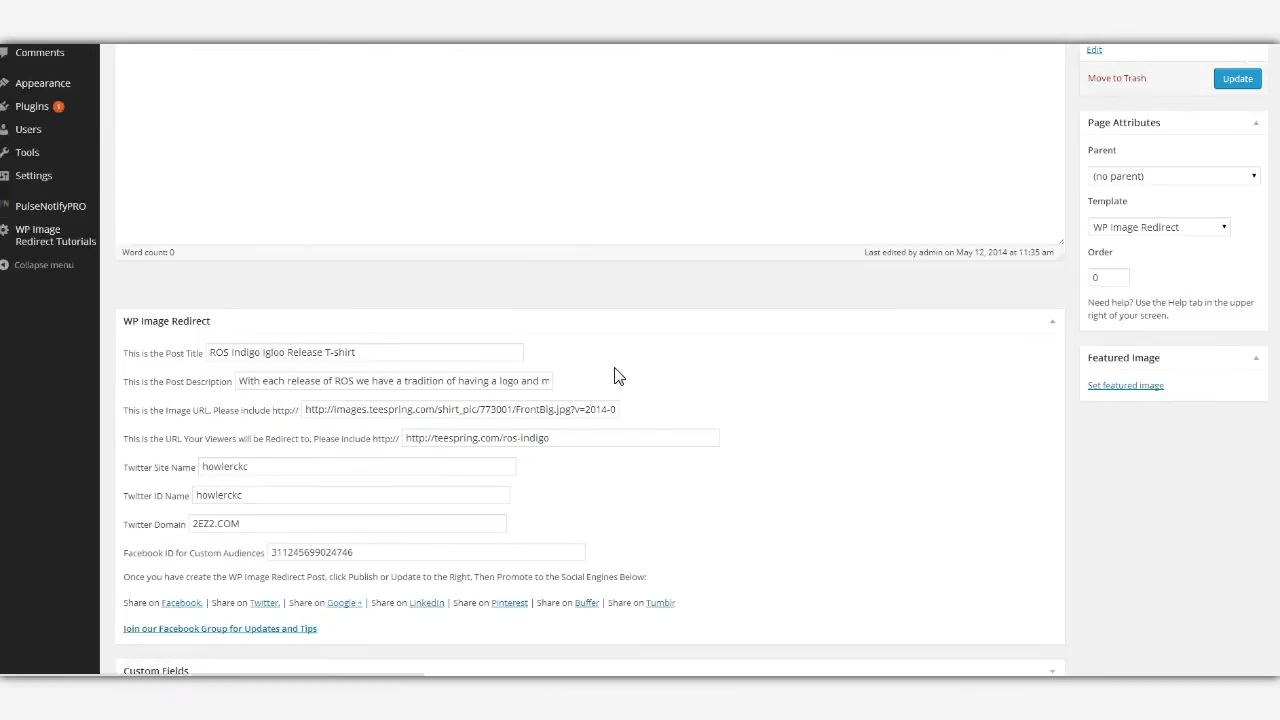 Comments
Edit
Appearance
Move to Trash
Update
Plugins 1
Users
Page Attributes
Tools
Parent
Settings
(no parent)
Template
PulseNotifyPRO
WP Image Redirect
WP Image
Redirect Tutorials
Word count: 0
Last edited by admin on May 12, 2014 at 11:35 am
Order
Collapse menu
0
Need help? Use the Help tab in the upper
right of your screen.
WP Image Redirect
This is the Post Title ROS Indigo Igloo Release T-shirt
Featured Image
This is the Post Description With each release of ROS we have a tradition of having a logo and m
Set featured image
This is the Image URL. Please include http:// http://images.teespring.com/shirt_pic/773001/FrontBig.jpg?v=2014-0
This is the URL Your Viewers will be Redirect to. Please include http:// http://teespring.com/ros-indigo
Twitter Site Name howlerckc
Twitter ID Name howlerckc
Twitter Domain 2EZ2.COM
Facebook ID for Custom Audiences 311245699024746
Once you have create the WP Image Redirect Post, click Publish or Update to the Right, Then Promote to the Social Engines Below:
Share on Facebook. | Share on Twitter. | Share on Google + | Share on LinkedIn | Share on Pinterest | Share on Buffer | Share on Tumblr
Join our Facebook Group for Updates and Tips
Custom Fields